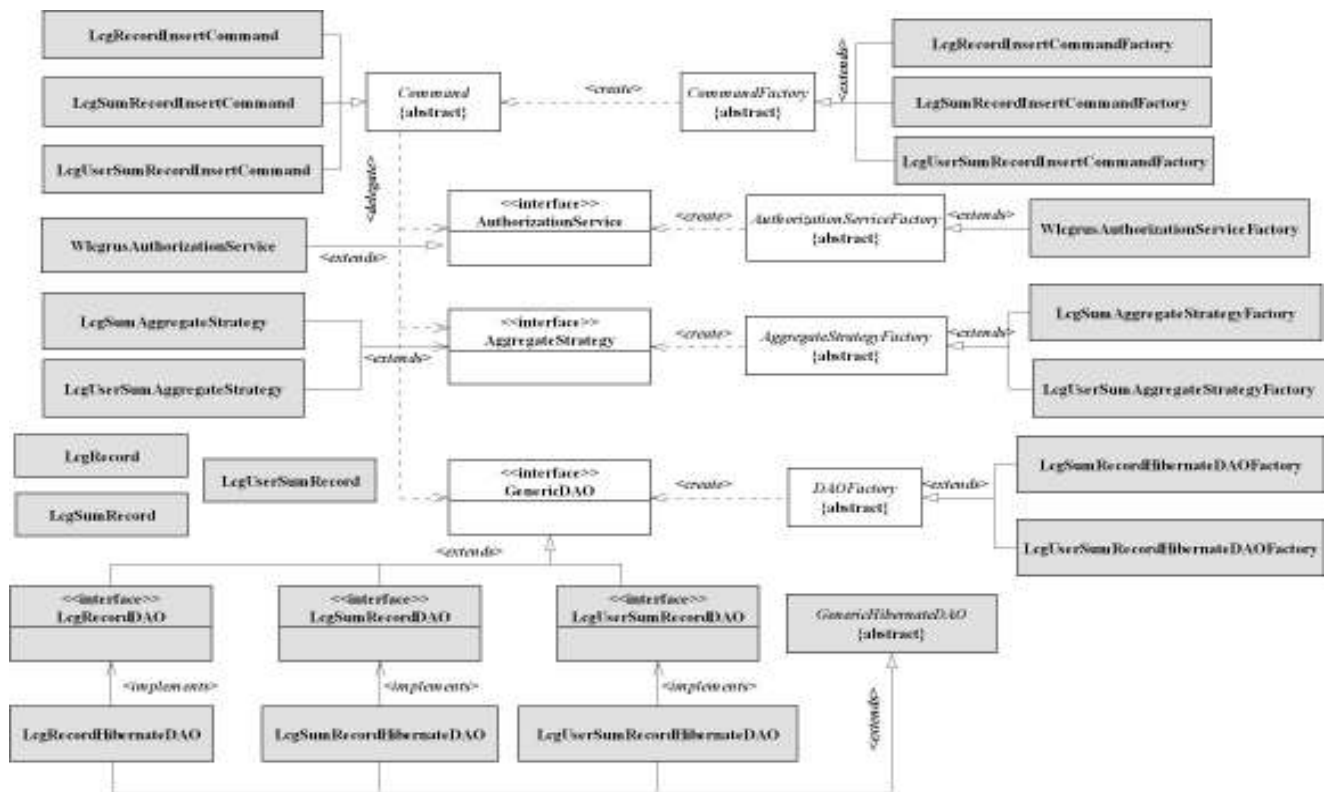 LcgRecordInsertCommand
LcgSumRecordInsertCommand
LcgUserSumRecordInsertCommand
Command
{abstract}
<create>
CommandFactory
{abstract}
<extends>
LcgRecordInsertCommandFactory
LcgSumRecordInsertCommandFactory
LcgUserSumRecordInsertCommandFactory
<delegate>
WlcgrusAuthorizationService
<extends>
<<interface>>
AuthorizationService
<create>
AuthorizationServiceFactory
{abstract}
<extends>
WlcgrusAuthorizationServiceFactory
LcgSumAggregateStrategy
LcgUserSumAggregateStrategy
<extends>
<<interface>>
AggregateStrategy
<create>
AggregateStrategyFactory
{abstract}
<extends>
LcgSumAggregateStrategyFactory
LcgUserSumAggregateStrategyFactory
LcgRecord
LcgUserSumRecord
LcgSumRecord
<<interface>>
GenericDAO
<create>
DAOFactory
{abstract}
<extends>
LcgSumRecordHibernateDAOFactory
LcgUserSumRecordHibernateDAOFactory
<extends>
<<interface>>
LcgRecordDAO
<<interface>>
LcgSumRecordDAO
<<interface>>
LcgUserSumRecordDAO
GenericHibernateDAO
{abstract}
<implements>
<implements>
<implements>
<extends>
LcgRecordHibernateDAO
LcgSumRecordHibernateDAO
LcgUserSumRecordHibernateDAO